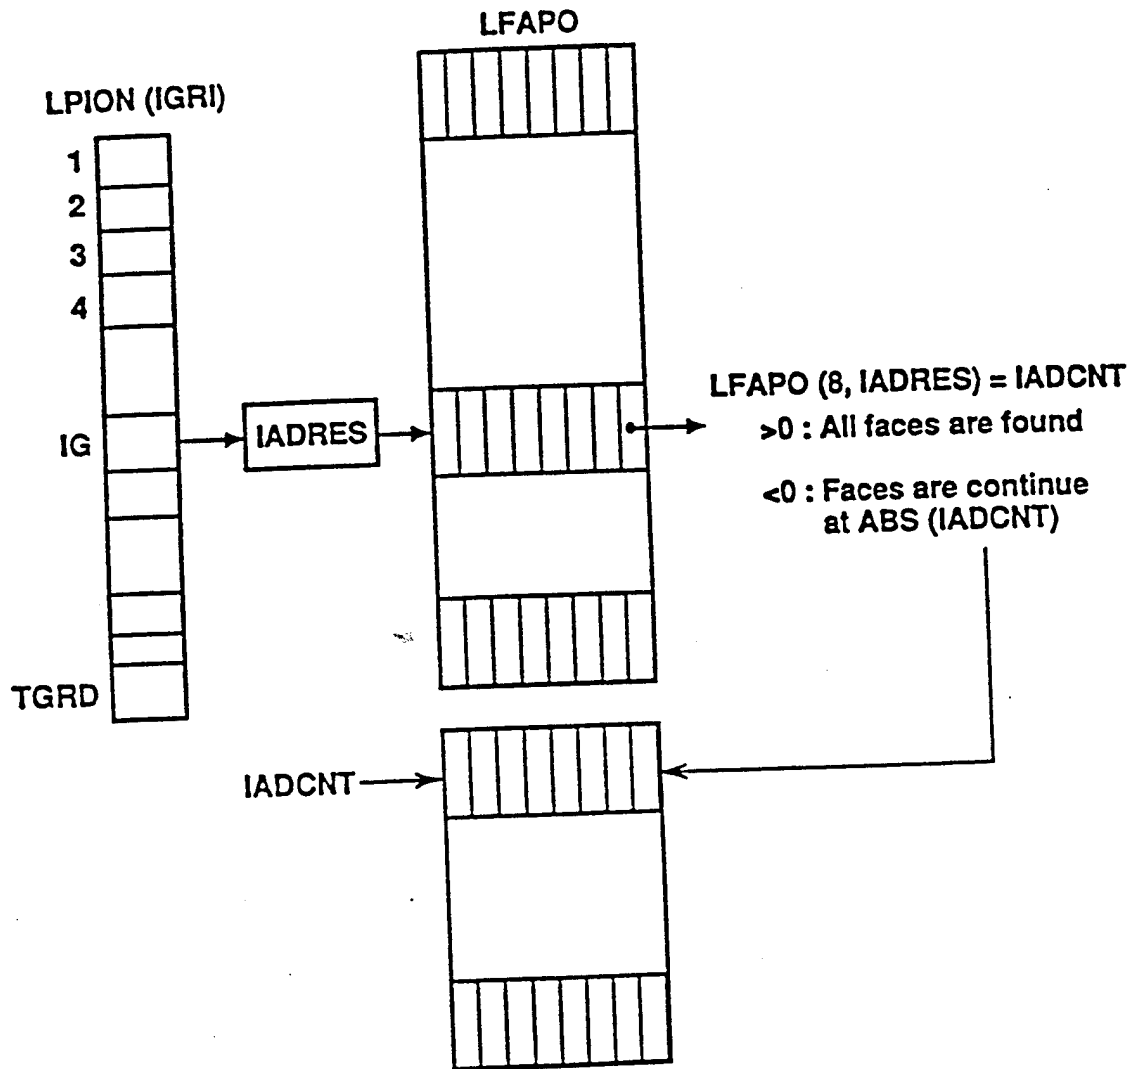 LFAPO
LPION (IGRI)
1
2
3
4
IG
TGRD
IADRES
LFAPO (8, IADRES) = IADCNT
>0 : All faces are found
<0 : Faces are continue
at ABS (IADCNT)
IADCNT